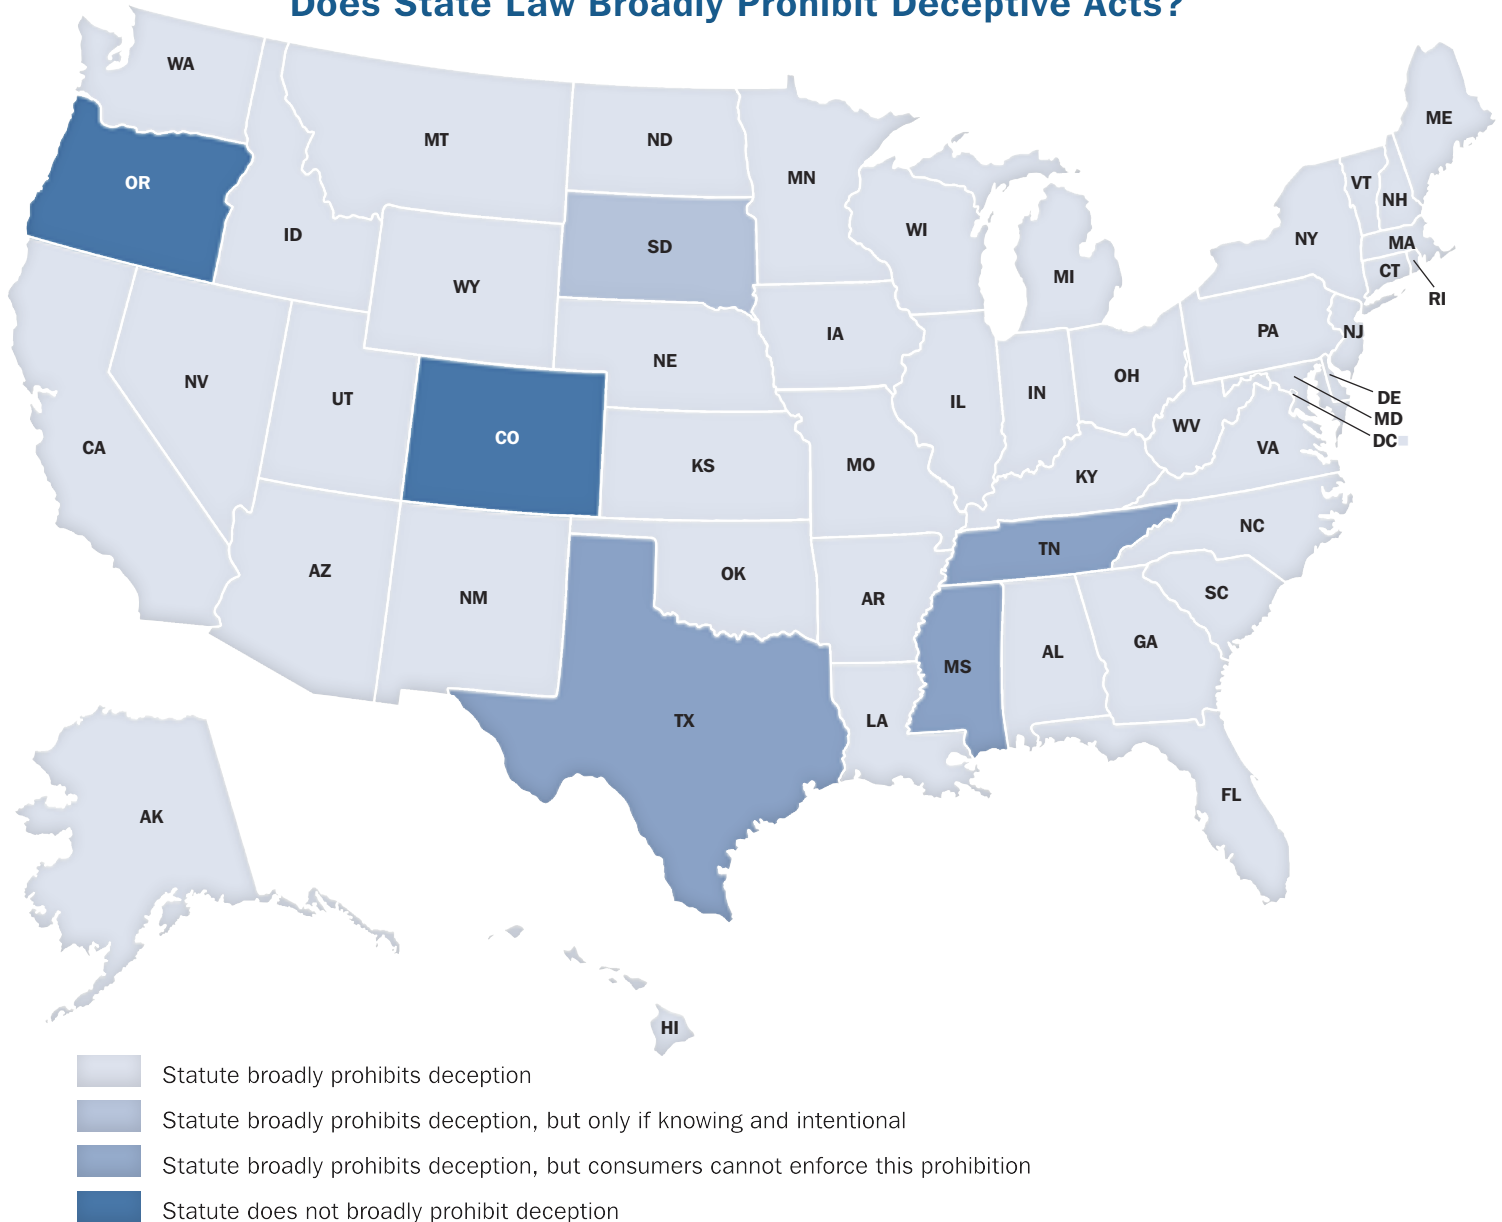 Does State Law Broadly Prohibit Deceptive Acts?
WA
OR
MT
ND
MN
ID
SD
WY
WI
MI
ME
VT
NH
NY
MA
CT
RI
IA
NE
PA
NJ
NV
UT
CO
CA
KS
MO
IL
IN
OH
DE
MD
DC
WV
VA
KY
AZ
NM
OK
AR
TN
NC
SC
TX
MS
AL
GA
LA
FL
AK
HI
Statute broadly prohibits deception
Statute broadly prohibits deception, but only if knowing and intentional
Statute broadly prohibits deception, but consumers cannot enforce this prohibition
Statute does not broadly prohibit deception